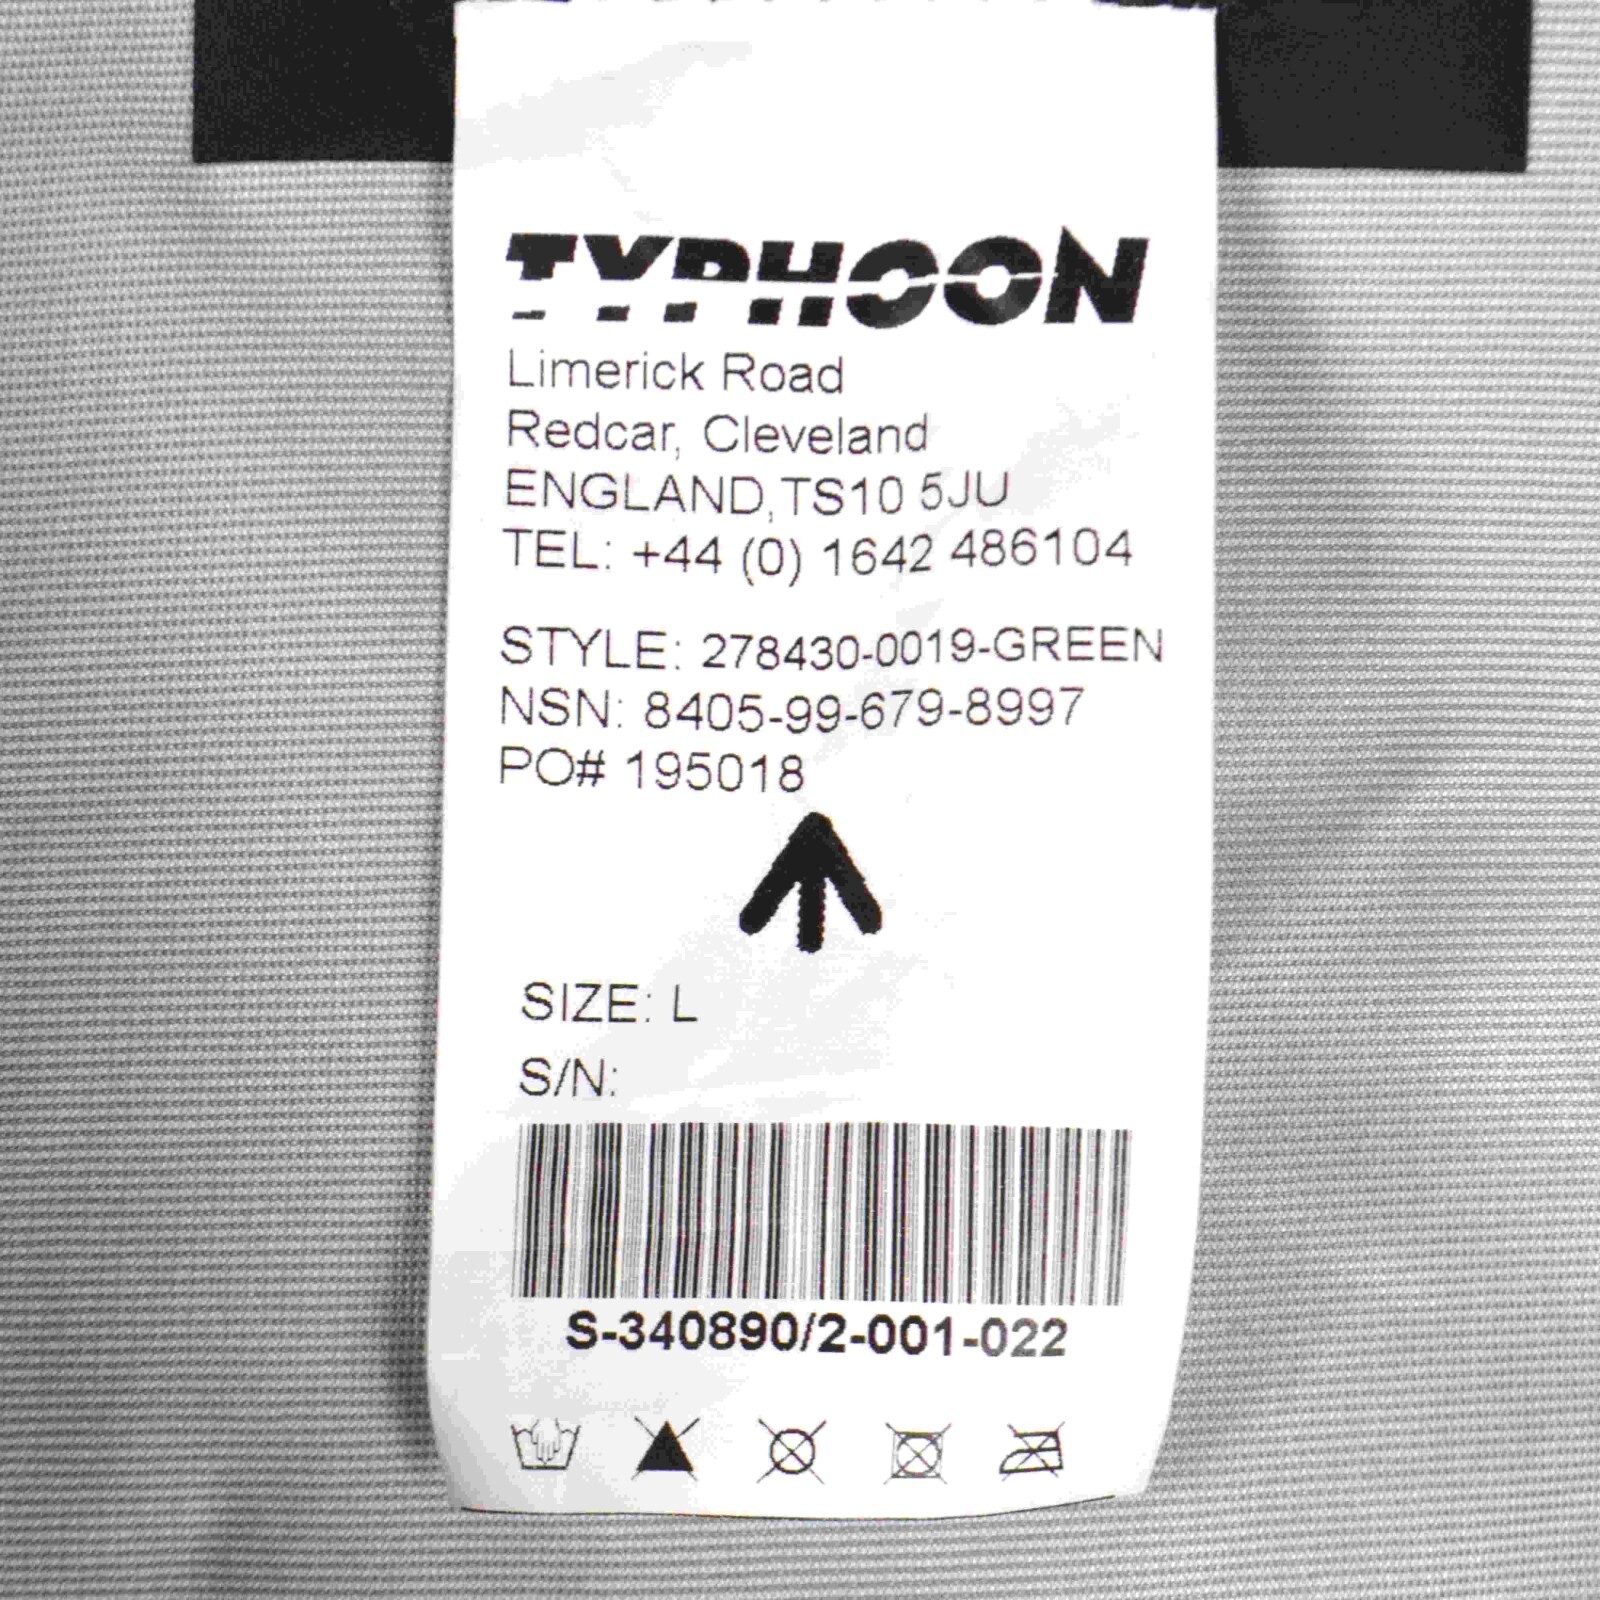 TYPHOON
Limerick Road
Redcar, Cleveland
ENGLAND, TS10 5JU
TEL: +44 (0) 1642 486104
STYLE: 278430-0019-GREEN
NSN: 8405-99-679-8997
PO# 195018
SIZE: L
S/N:
S-340890/2-001-022